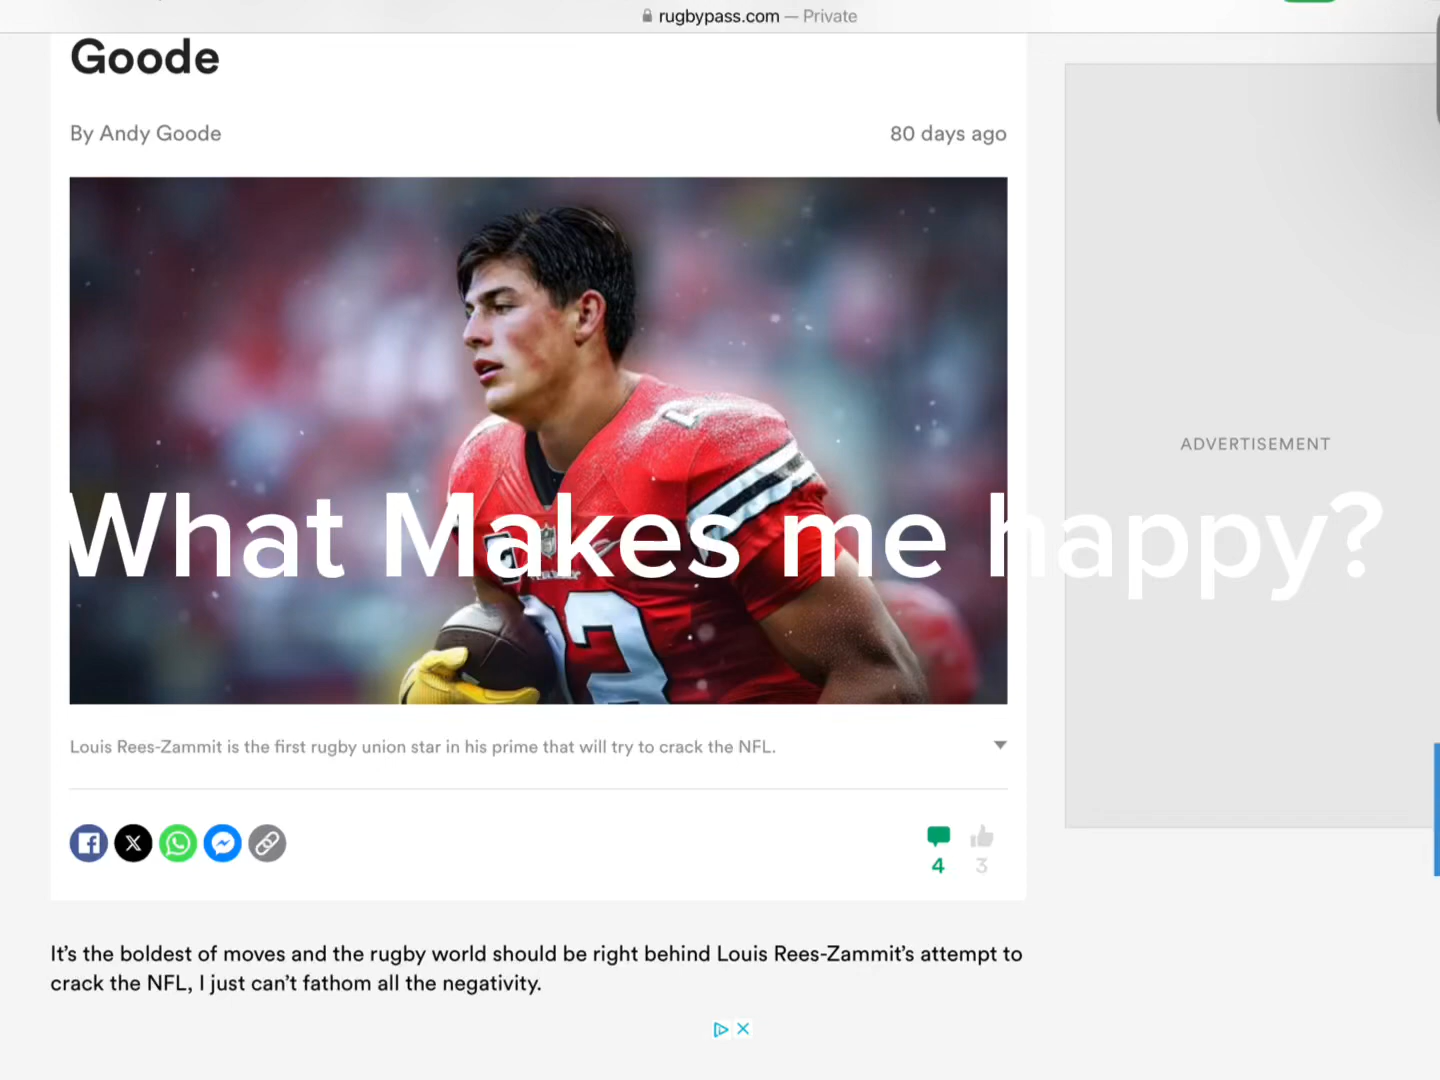 rugbypass.com — Private
Goode
By Andy Goode
80 days ago
What Makes me happy?
ADVERTISEMENT
Louis Rees-Zammit is the first rugby union star in his prime that will try to crack the NFL.
4
3
It’s the boldest of moves and the rugby world should be right behind Louis Rees-Zammit’s attempt to
crack the NFL, I just can’t fathom all the negativity.